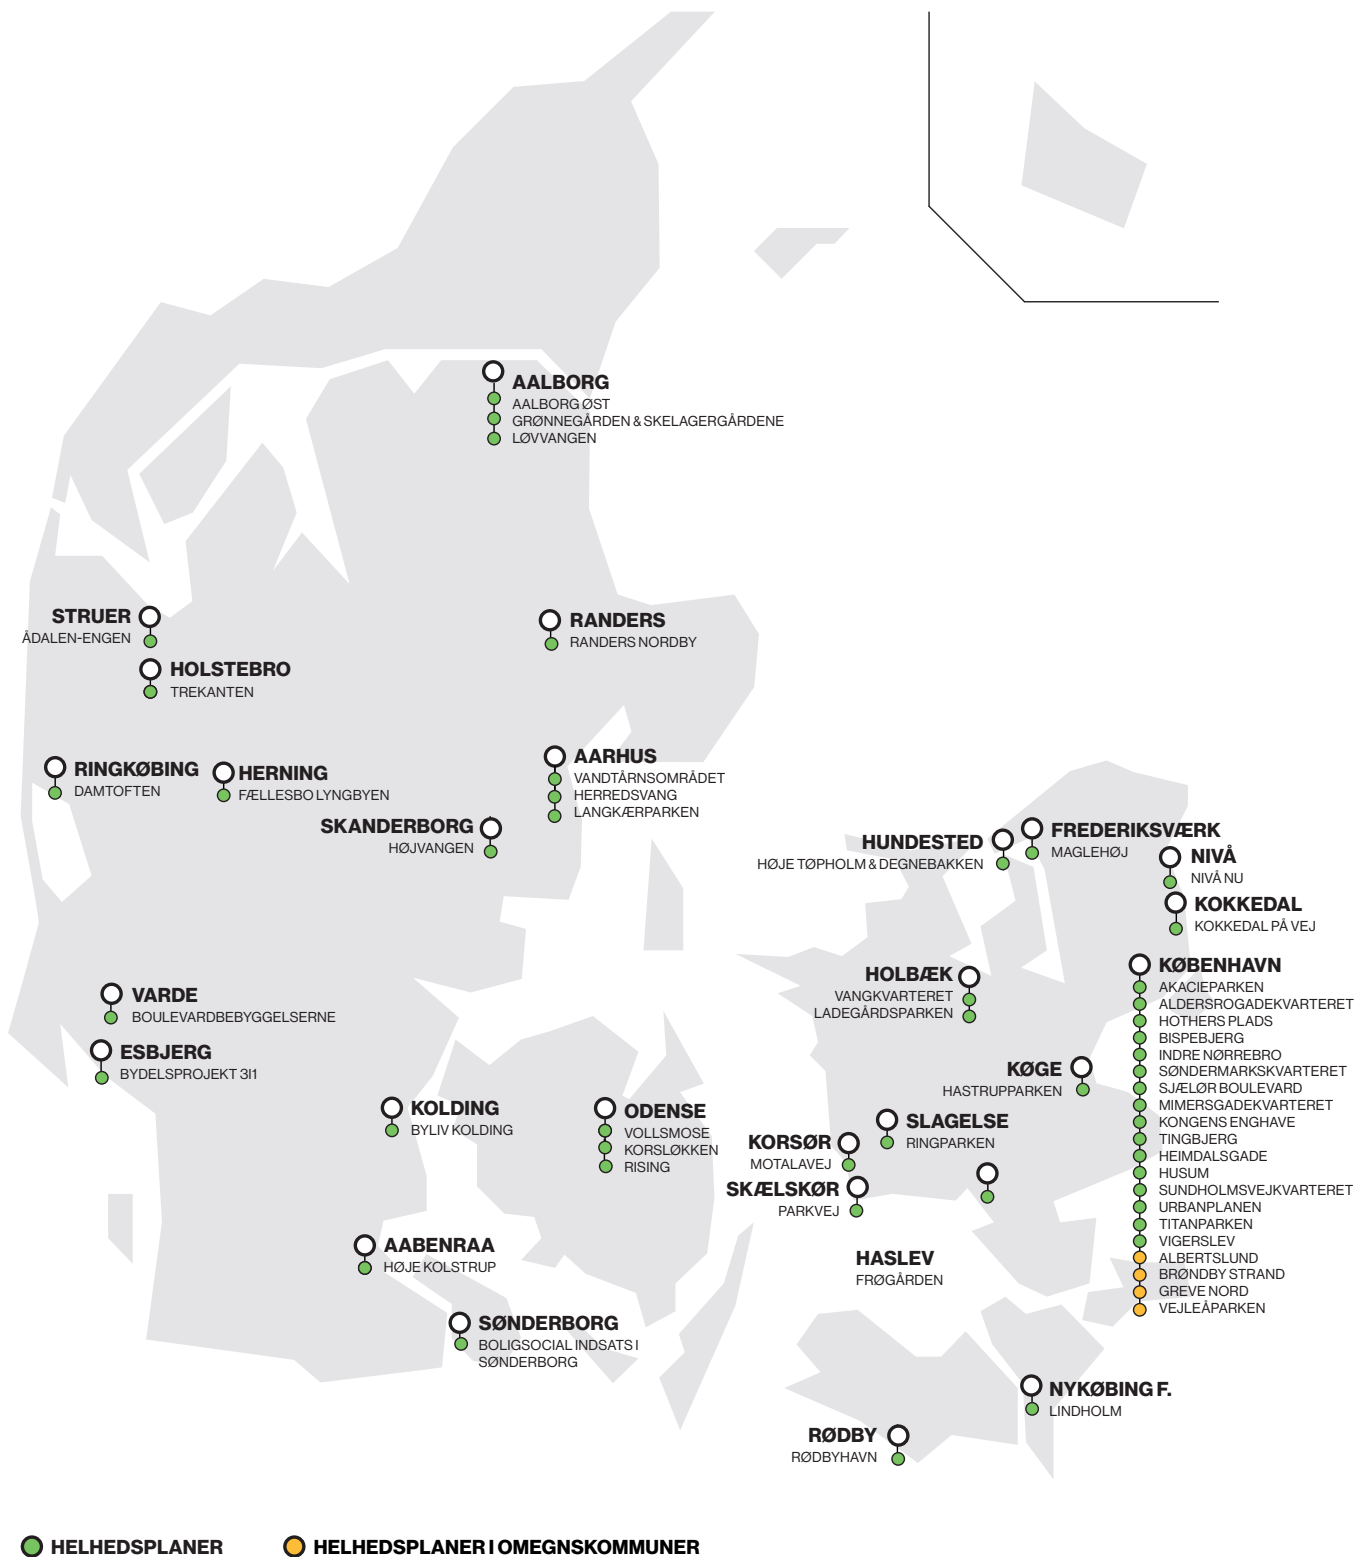 AALBORG
AALBORG ØST
GRØNNEGÅRDEN & SKELAGERGÅRDENE
LØVVANGEN
STRUER
ÅDALEN-ENGEN
HOLSTEBRO
TREKANTEN
RANDERS
RANDERS NORDBY
RINGKØBING
DAMTOFTEN
HERNING
FÆLLESBO LYNGBYEN
AARHUS
VANDTÅRNSOMRÅDET
HERREDSVANG
LANGKÆRPARKEN
SKANDERBORG
HØJVANGEN
HUNDESTED
HØJE TØPHOLM & DEGNEBAKKEN
FREDERIKSVÆRK
MAGLEHØJ
NIVÅ
NIVÅ NU
KOKKEDAL
KOKKEDAL PÅ VEJ
HOLBÆK
VANGKVARTERET
LADEGÅRDSPARKEN
KØBENHAVN
AKACIEPARKEN
ALDERSROGADEKVARTERET
HOTHERS PLADS
BISPEBJERG
INDRE NØRREBRO
SØNDERMARKSKVARTERET
SJÆLØR BOULEVARD
MIMERSGADEKVARTERET
KONGENS ENGHAVE
TINGBJERG
HEIMDALSGADE
HUSUM
SUNDHOLMSVEJKVARTERET
URBANPLANEN
TITANPARKEN
VIGERSLEV
ALBERTSLUND
BRØNDBY STRAND
GREVE NORD
VEJLEÅPARKEN
VARDE
BOULEVARDBEBYGGELSERNE
ESBJERG
BYDELSPROJEKT 3I1
KOLDING
BYLIV KOLDING
ODENSE
VOLLSMOSE
KORSLØKKEN
RISING
KØGE
HASTRUPPARKEN
SLAGELSE
RINGPARKEN
KORSØR
MOTALAVEJ
SKÆLSKØR
PARKVEJ
HASLEV
FRØGÅRDEN
AABENRAA
HØJE KOLSTRUP
SØNDERBORG
BOLIGSOCIAL INDSATS I
SØNDERBORG
NYKØBING F.
LINDHOLM
RØDBY
RØDBYHAVN
HELHEDSPLANER
HELHEDSPLANER I OMEGNSKOMMUNER